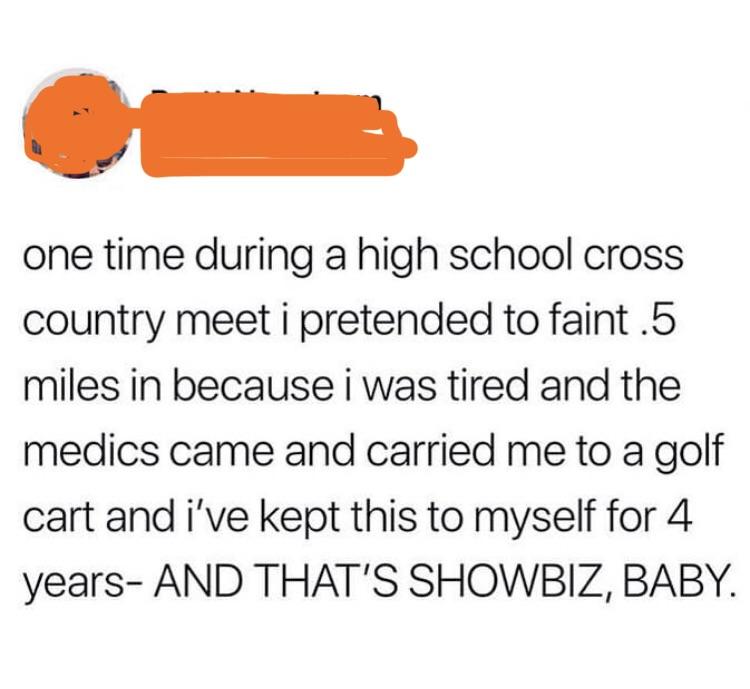 one time during a high school cross
country meet i pretended to faint .5
miles in because i was tired and the
medics came and carried me to a golf
cart and i've kept this to myself for 4
years- AND THAT'S SHOWBIZ, BABY.